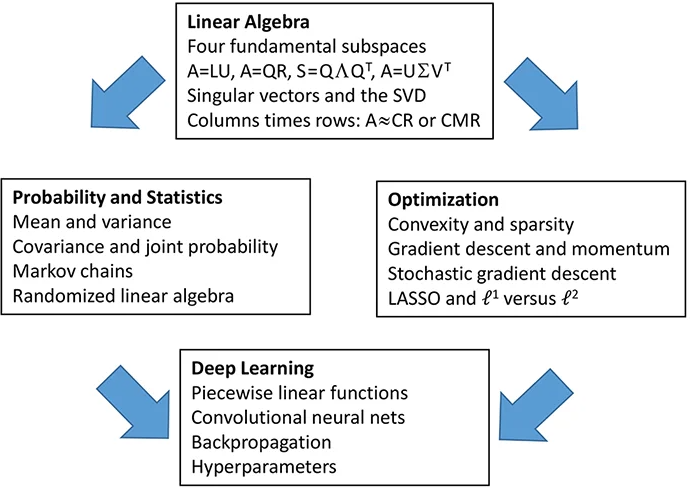 Linear Algebra
Four fundamental subspaces
A=LU, A=QR, S=QΛQᵀ, A=UΣVᵀ
Singular vectors and the SVD
Columns times rows: A≈CR or CMR
Probability and Statistics
Mean and variance
Covariance and joint probability
Markov chains
Randomized linear algebra
Optimization
Convexity and sparsity
Gradient descent and momentum
Stochastic gradient descent
LASSO and ℓ¹ versus ℓ²
Deep Learning
Piecewise linear functions
Convolutional neural nets
Backpropagation
Hyperparameters